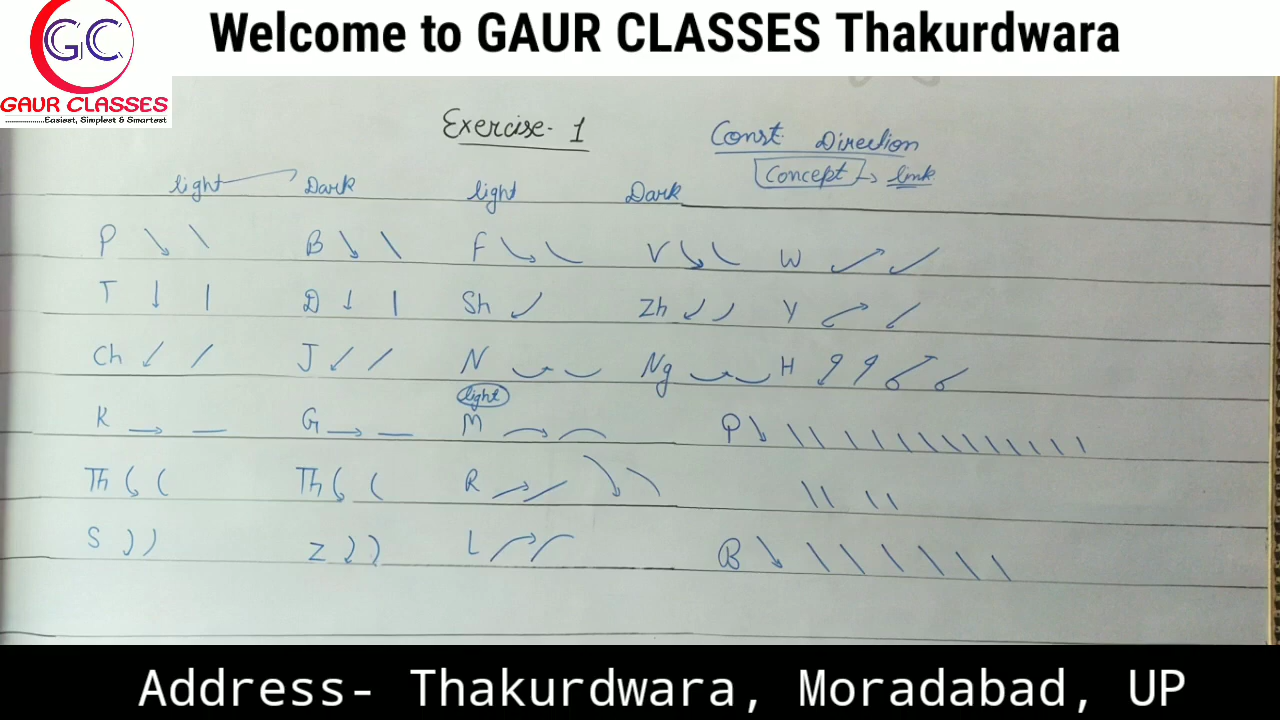 Welcome to GAUR CLASSES Thakurdwara
GC
GAUR CLASSES
Easiest, Simplest & Smartest
Exercise- 1
Const. Direction
Concept → link
light Dark light Dark
P B F V W
T D Sh Zh Y
Ch J N Ng H
light
K G M P
Th Th R
S Z L B
Address- Thakurdwara, Moradabad, UP